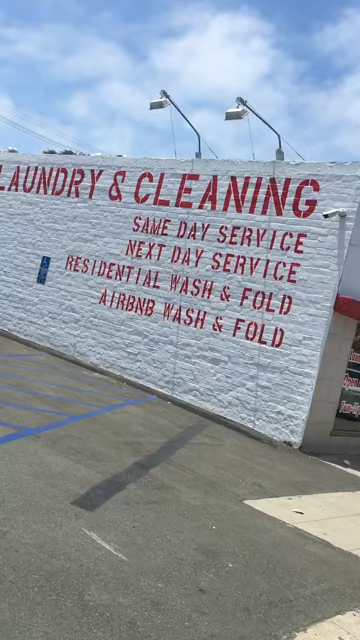 LAUNDRY & CLEANING
SAME DAY SERVICE
NEXT DAY SERVICE
RESIDENTIAL WASH & FOLD
AIRBNB WASH & FOLD